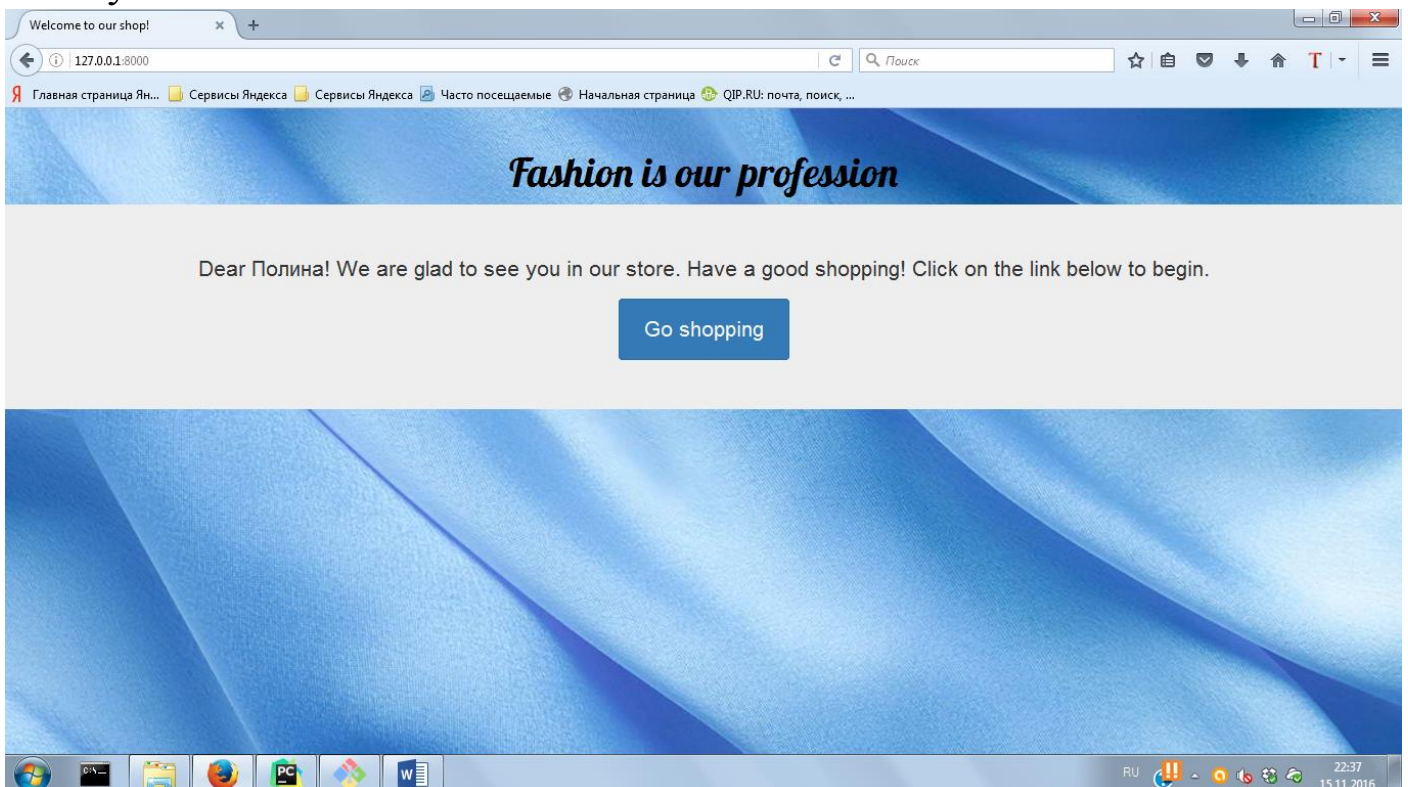 Welcome to our shop!
127.0.0.1:8000
Поиск
Главная страница Ян... Сервисы Яндекса Сервисы Яндекса Часто посещаемые Начальная страница QIP.RU: почта, поиск, ...
Fashion is our profession
Dear Полина! We are glad to see you in our store. Have a good shopping! Click on the link below to begin.
Go shopping
RU
22:37
15.11.2016